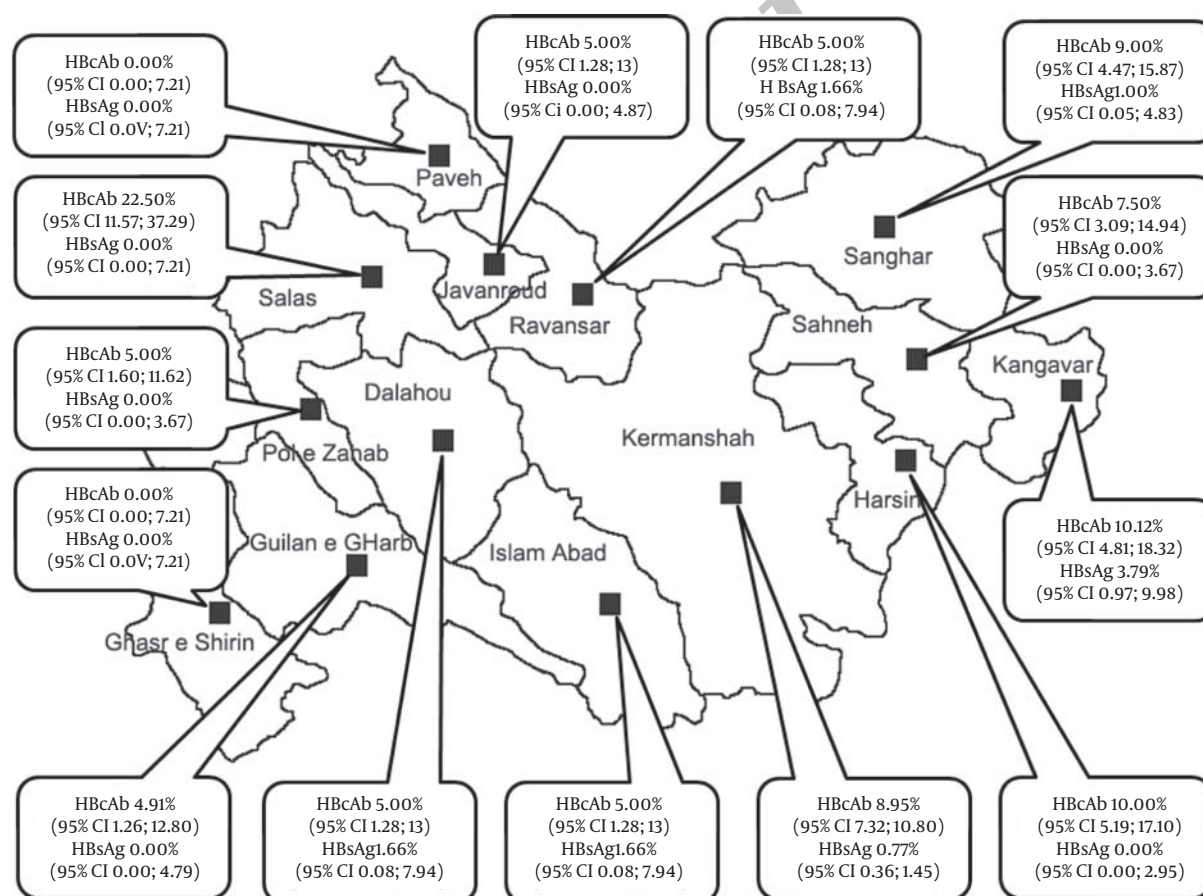 HBcAb 0.00%
(95% CI 0.00; 7.21)
HBsAg 0.00%
(95% Cl 0.0V; 7.21)
HBcAb 5.00%
(95% CI 1.28; 13)
HBsAg 0.00%
(95% Ci 0.00; 4.87)
HBcAb 5.00%
(95% CI 1.28; 13)
H BsAg 1.66%
(95% CI 0.08; 7.94)
HBcAb 9.00%
(95% CI 4.47; 15.87)
HBsAg1.00%
(95% CI 0.05; 4.83)
Paveh
HBcAb 22.50%
(95% CI 11.57; 37.29)
HBsAg 0.00%
(95% CI 0.00; 7.21)
HBcAb 7.50%
(95% CI 3.09; 14.94)
HBsAg 0.00%
(95% CI 0.00; 3.67)
Sanghar
Salas
Javanroud
Ravansar
Sahneh
Kangavar
HBcAb 5.00%
(95% CI 1.60; 11.62)
HBsAg 0.00%
(95% CI 0.00; 3.67)
Dalahou
Kermanshah
Pol e Zahab
Harsin
HBcAb 0.00%
(95% CI 0.00; 7.21)
HBsAg 0.00%
(95% Cl 0.0V; 7.21)
Guilan e GHarb
Islam Abad
HBcAb 10.12%
(95% CI 4.81; 18.32)
HBsAg 3.79%
(95% CI 0.97; 9.98)
Ghasr e Shirin
HBcAb 4.91%
(95% CI 1.26; 12.80)
HBsAg 0.00%
(95% CI 0.00; 4.79)
HBcAb 5.00%
(95% CI 1.28; 13)
HBsAg1.66%
(95% CI 0.08; 7.94)
HBcAb 5.00%
(95% CI 1.28; 13)
HBsAg1.66%
(95% CI 0.08; 7.94)
HBcAb 8.95%
(95% CI 7.32; 10.80)
HBsAg 0.77%
(95% CI 0.36; 1.45)
HBcAb 10.00%
(95% CI 5.19; 17.10)
HBsAg 0.00%
(95% CI 0.00; 2.95)